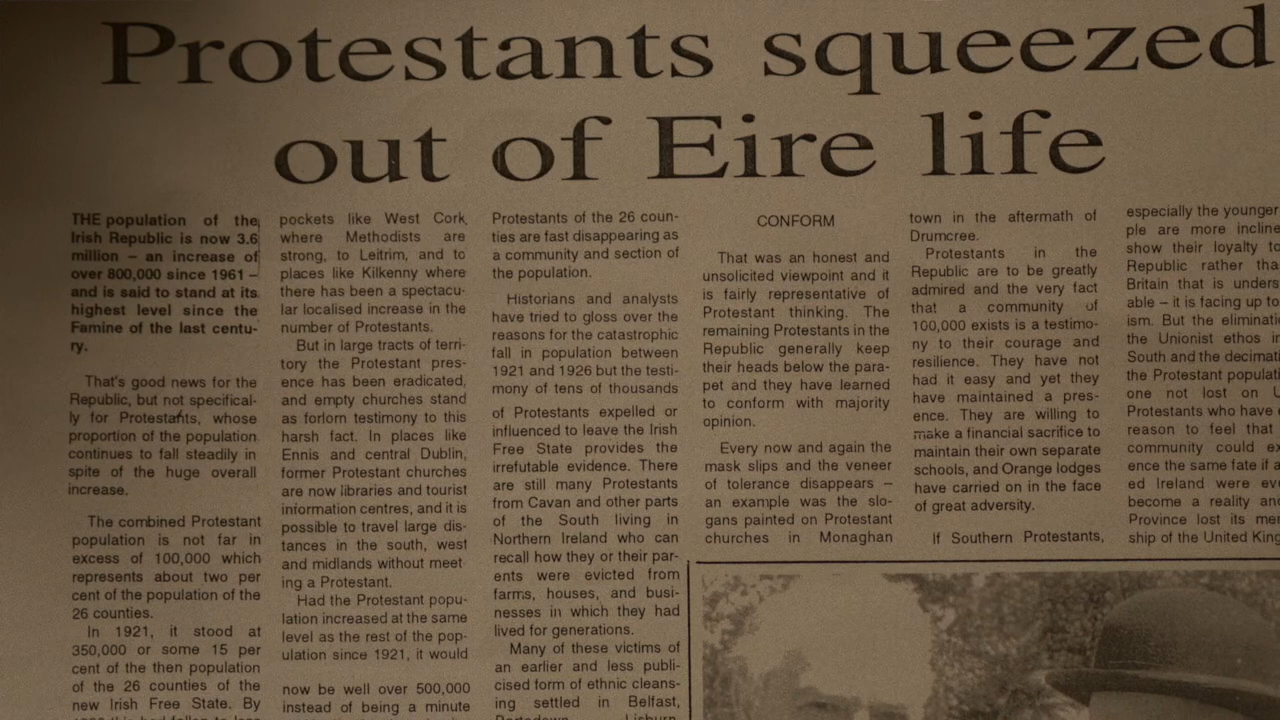 Protestants squeezed
out of Eire life
THE population of the
Irish Republic is now 3.6
million – an increase of
over 800,000 since 1961 –
and is said to stand at its
highest level since the
Famine of the last centu-
ry.
That's good news for the
Republic, but not specifical-
ly for Protestants, whose
proportion of the population
continues to fall steadily in
spite of the huge overall
increase.
The combined Protestant
population is not far in
excess of 100,000 which
represents about two per
cent of the population of the
26 counties.
In 1921, it stood at
350,000 or some 15 per
cent of the then population
of the 26 counties of the
new Irish Free State. By
pockets like West Cork,
where Methodists are
strong, to Leitrim, and to
places like Kilkenny where
there has been a spectacu-
lar localised increase in the
number of Protestants.
But in large tracts of terri-
tory the Protestant pres-
ence has been eradicated,
and empty churches stand
as forlorn testimony to this
harsh fact. In places like
Ennis and central Dublin,
former Protestant churches
are now libraries and tourist
information centres, and it is
possible to travel large dis-
tances in the south, west
and midlands without meet
ing a Protestant.
Had the Protestant popu-
lation increased at the same
level as the rest of the pop-
ulation since 1921, it would
now be well over 500,000
instead of being a minute
Protestants of the 26 coun-
ties are fast disappearing as
a community and section of
the population.
Historians and analysts
have tried to gloss over the
reasons for the catastrophic
fall in population between
1921 and 1926 but the testi-
mony of tens of thousands
of Protestants expelled or
influenced to leave the Irish
Free State provides the
irrefutable evidence. There
are still many Protestants
from Cavan and other parts
of the South living in
Northern Ireland who can
recall how they or their par-
ents were evicted from
farms, houses, and busi-
nesses in which they had
lived for generations.
Many of these victims of
an earlier and less publi-
cised form of ethnic cleans-
ing settled in Belfast,
CONFORM
That was an honest and
unsolicited viewpoint and it
is fairly representative of
Protestant thinking. The
remaining Protestants in the
Republic generally keep
their heads below the para-
pet and they have learned
to conform with majority
opinion.
Every now and again the
mask slips and the veneer
of tolerance disappears –
an example was the slo-
gans painted on Protestant
churches in Monaghan
town in the aftermath of
Drumcree.
Protestants in the
Republic are to be greatly
admired and the very fact
that a community of
100,000 exists is a testimo-
ny to their courage and
resilience. They have not
had it easy and yet they
have maintained a pres-
ence. They are willing to
make a financial sacrifice to
maintain their own separate
schools, and Orange lodges
have carried on in the face
of great adversity.
If Southern Protestants,
especially the younger
ple are more incline
show their loyalty to
Republic rather tha
Britain that is unders
able – it is facing up to
ism. But the eliminati
the Unionist ethos in
South and the decimati
the Protestant populati
one not lost on U
Protestants who have e
reason to feel that
community could ex
ence the same fate if a
ed Ireland were eve
become a reality and
Province lost its mem
ship of the United King